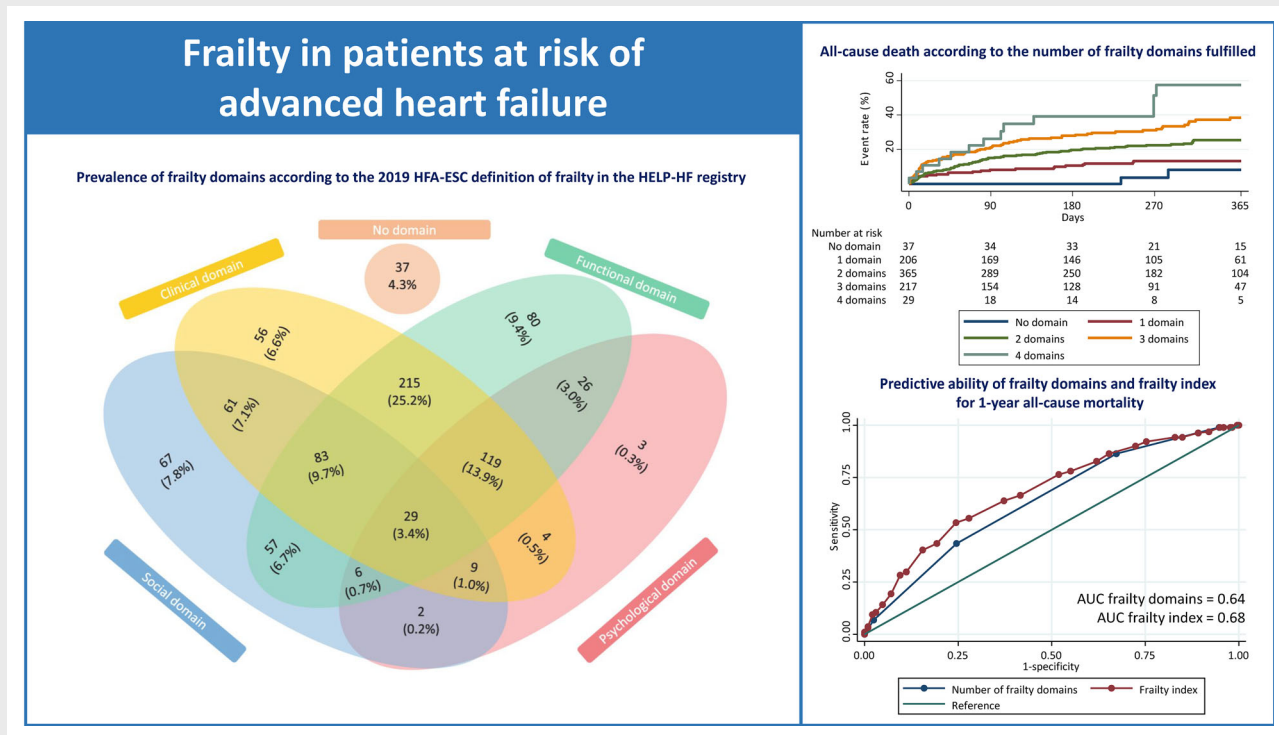 Frailty in patients at risk of
advanced heart failure
Prevalence of frailty domains according to the 2019 HFA-ESC definition of frailty in the HELP-HF registry
No domain
37
4.3%
Clinical domain
Functional domain
56
(6.6%)
80
(9.4%)
215
(25.2%)
26
(3.0%)
61
(7.1%)
3
(0.3%)
67
(7.8%)
83
(9.7%)
119
(13.9%)
29
(3.4%)
57
(6.7%)
4
(0.5%)
6
(0.7%)
9
(1.0%)
2
(0.2%)
Social domain
Psychological domain
All-cause death according to the number of frailty domains fulfilled
Event rate (%)
60
40
20
0 90 180 270 365
Days
Number at risk
No domain 37 34 33 21 15
1 domain 206 169 146 105 61
2 domains 365 289 250 182 104
3 domains 217 154 128 91 47
4 domains 29 18 14 8 5
No domain 1 domain
2 domains 3 domains
4 domains
Predictive ability of frailty domains and frailty index
for 1-year all-cause mortality
Sensitivity
1.00
0.75
0.50
0.25
0.00
AUC frailty domains = 0.64
AUC frailty index = 0.68
0.00 0.25 0.50 0.75 1.00
1-specificity
Number of frailty domains Frailty index
Reference